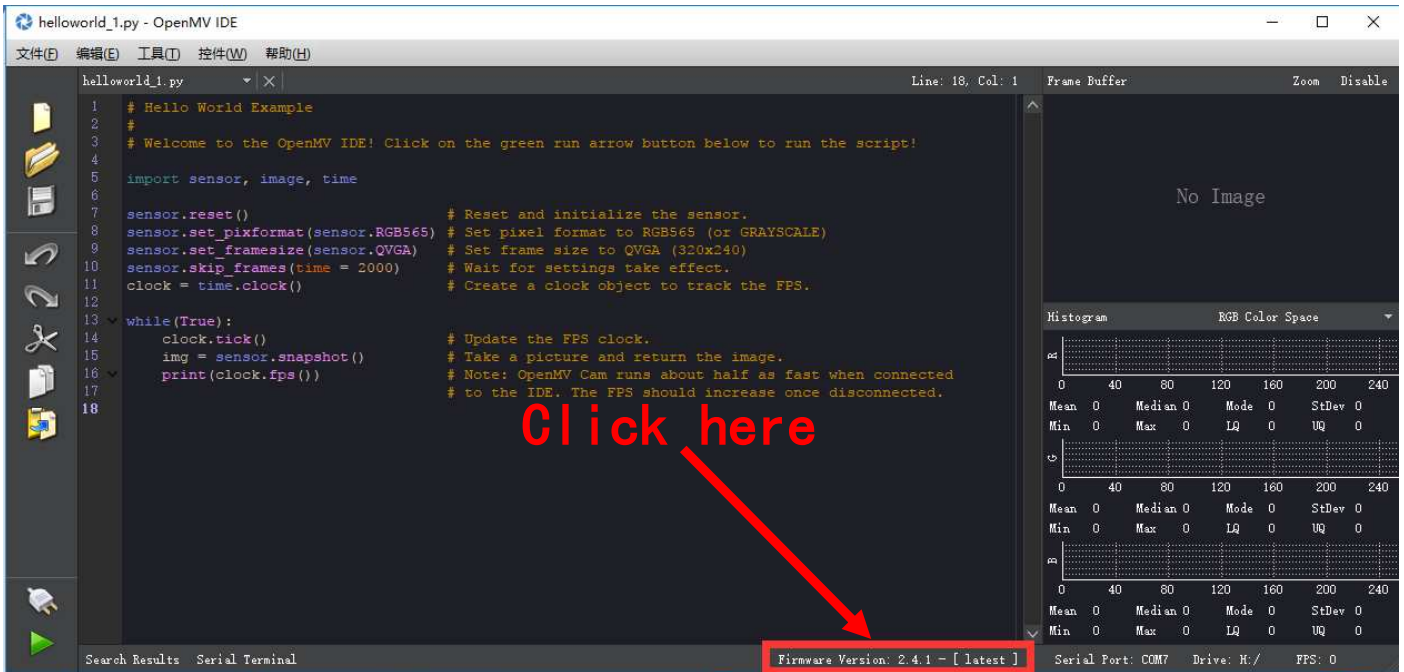 helloworld_1.py - OpenMV IDE
文件(F) 编辑(E) 工具(T) 控件(W) 帮助(H)
helloworld_1.py Line: 18, Col: 1 Frame Buffer Zoom Disable
1 # Hello World Example
2 #
3 # Welcome to the OpenMV IDE! Click on the green run arrow button below to run the script!
4
5 import sensor, image, time
6
7 sensor.reset() # Reset and initialize the sensor.
8 sensor.set_pixformat(sensor.RGB565) # Set pixel format to RGB565 (or GRAYSCALE)
9 sensor.set_framesize(sensor.QVGA) # Set frame size to QVGA (320x240)
10 sensor.skip_frames(time = 2000) # Wait for settings take effect.
11 clock = time.clock() # Create a clock object to track the FPS.
12
13 while(True):
14 clock.tick() # Update the FPS clock.
15 img = sensor.snapshot() # Take a picture and return the image.
16 print(clock.fps()) # Note: OpenMV Cam runs about half as fast when connected
17 # to the IDE. The FPS should increase once disconnected.
18
Click here
No Image
Histogram RGB Color Space
R
0 40 80 120 160 200 240
Mean 0 Median 0 Mode 0 StDev 0
Min 0 Max 0 LQ 0 UQ 0
G
0 40 80 120 160 200 240
Mean 0 Median 0 Mode 0 StDev 0
Min 0 Max 0 LQ 0 UQ 0
B
0 40 80 120 160 200 240
Mean 0 Median 0 Mode 0 StDev 0
Min 0 Max 0 LQ 0 UQ 0
Search Results Serial Terminal Firmware Version: 2.4.1 - [ latest ] Serial Port: COM7 Drive: H:/ FPS: 0